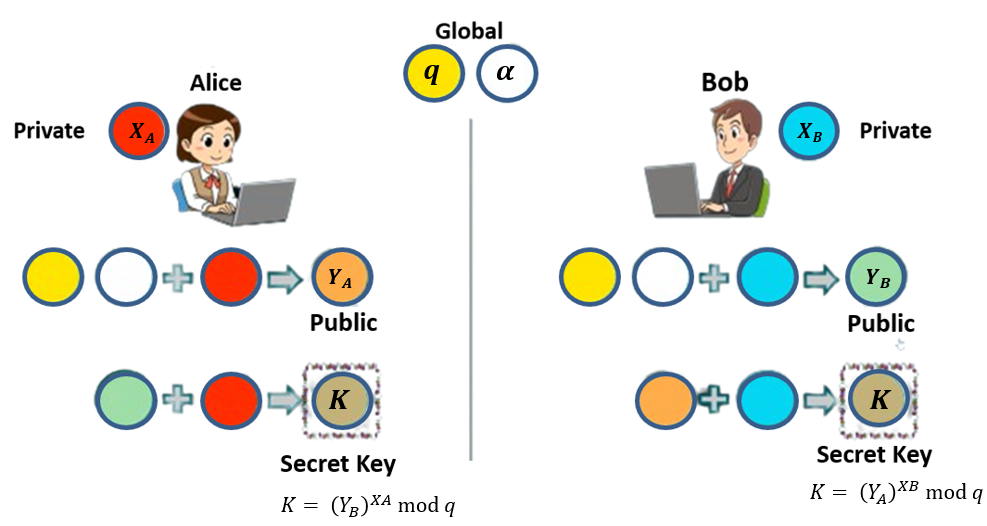 Global
q α
Alice
Bob
Private X_A
X_B Private
Y_A
Public
Y_B
Public
K
Secret Key
K = (Y_B)^{XA} mod q
K
Secret Key
K = (Y_A)^{XB} mod q